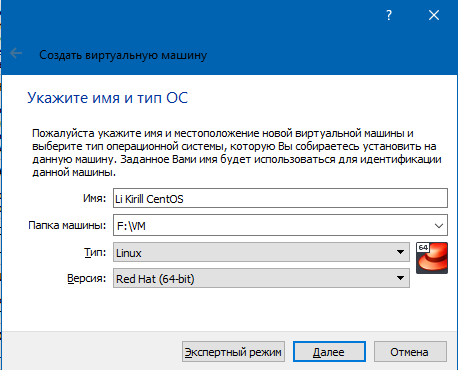 ?
Создать виртуальную машину
Укажите имя и тип ОС
Пожалуйста укажите имя и местоположение новой виртуальной машины и
выберите тип операционной системы, которую Вы собираетесь установить на
данную машину. Заданное Вами имя будет использоваться для идентификации
данной машины.
Имя: Li Kirill CentOS
Папка машины: F:\VM
Тип: Linux
64
Версия: Red Hat (64-bit)
Экспертный режим Далее Отмена